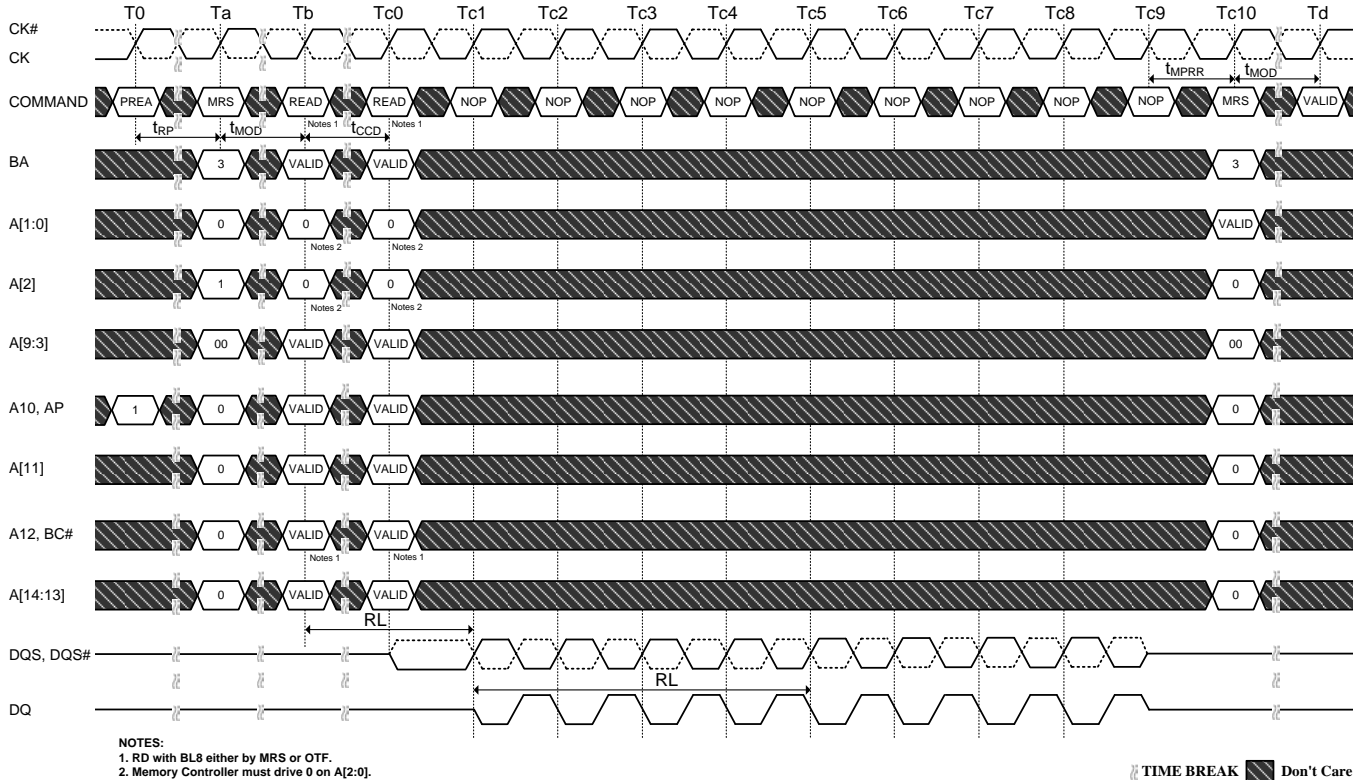 T0 Ta Tb Tc0 Tc1 Tc2 Tc3 Tc4 Tc5 Tc6 Tc7 Tc8 Tc9 Tc10 Td
CK#
CK
tMPRR tMOD
COMMAND PREA MRS READ READ NOP NOP NOP NOP NOP NOP NOP NOP NOP MRS VALID
Notes 1 Notes 1
tRP tMOD tCCD
BA 3 VALID VALID 3
A[1:0] 0 0 0 VALID
Notes 2 Notes 2
A[2] 1 0 0 0
Notes 2 Notes 2
A[9:3] 00 VALID VALID 00
A10, AP 1 0 VALID VALID 0
A[11] 0 VALID VALID 0
A12, BC# 0 VALID VALID 0
Notes 1 Notes 1
A[14:13] 0 VALID VALID 0
RL
DQS, DQS#
RL
DQ
NOTES:
1. RD with BL8 either by MRS or OTF.
2. Memory Controller must drive 0 on A[2:0].
TIME BREAK Don't Care